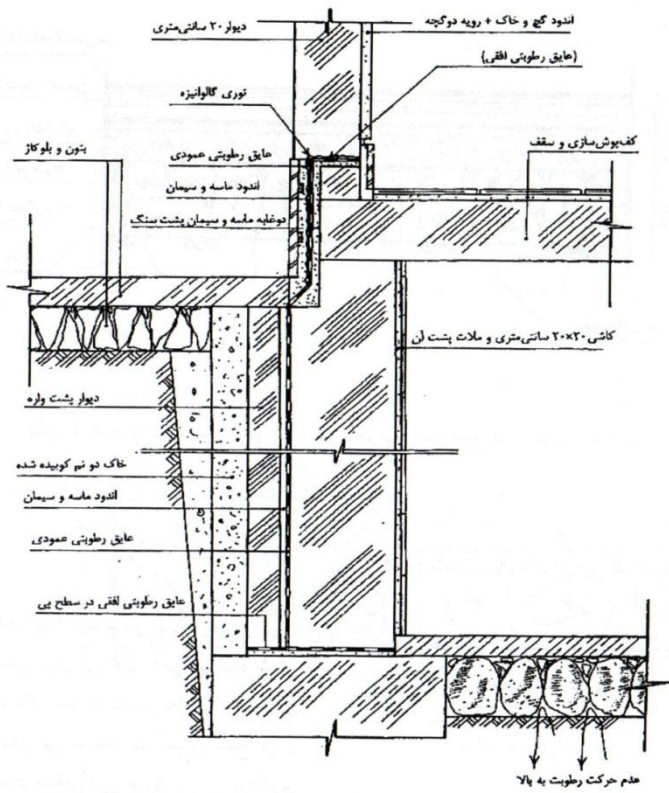 اندود گچ و خاک + رویه دوگچه
دیوار ۲۰ سانتی‌متری
(عایق رطوبتی افقی)
توری گالوانیزه
کف‌پوش‌سازی و سقف
بتون و بلوکاژ
عایق رطوبتی عمودی
اندود ماسه و سیمان
دوغابه ماسه و سیمان پشت سنگ
کاشی ۲۰×۲۰ سانتی‌متری و ملات پشت آن
دیوار پشت واره
خاک دو نم کوبیده شده
اندود ماسه و سیمان
عایق رطوبتی عمودی
عایق رطوبتی افقی در سطح پی
عدم حرکت رطوبت به بالا